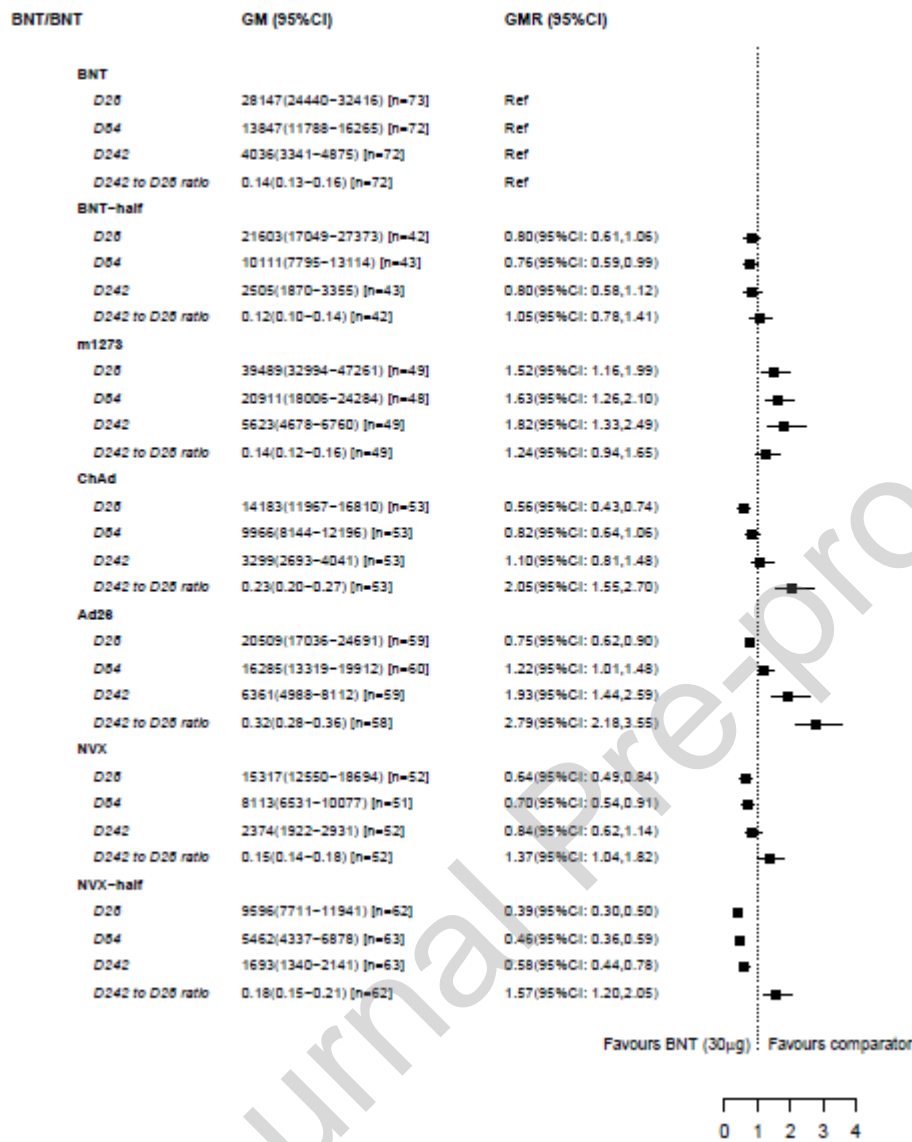 BNT/BNT GM (95%CI) GMR (95%CI)
BNT
D28 28147(24440−32416) [n=73] Ref
D84 13847(11788−16265) [n=72] Ref
D242 4036(3341−4875) [n=72] Ref
D242 to D28 ratio 0.14(0.13−0.16) [n=72] Ref
BNT−half
D28 21603(17049−27373) [n=42] 0.80(95%CI: 0.61,1.06)
D84 10111(7795−13114) [n=43] 0.76(95%CI: 0.59,0.99)
D242 2505(1870−3355) [n=43] 0.80(95%CI: 0.58,1.12)
D242 to D28 ratio 0.12(0.10−0.14) [n=42] 1.05(95%CI: 0.78,1.41)
m1273
D28 39489(32994−47261) [n=49] 1.52(95%CI: 1.16,1.99)
D84 20911(18006−24284) [n=48] 1.63(95%CI: 1.26,2.10)
D242 5623(4678−6760) [n=49] 1.82(95%CI: 1.33,2.49)
D242 to D28 ratio 0.14(0.12−0.16) [n=49] 1.24(95%CI: 0.94,1.65)
ChAd
D28 14183(11967−16810) [n=53] 0.56(95%CI: 0.43,0.74)
D84 9966(8144−12196) [n=53] 0.82(95%CI: 0.64,1.06)
D242 3299(2693−4041) [n=53] 1.10(95%CI: 0.81,1.48)
D242 to D28 ratio 0.23(0.20−0.27) [n=53] 2.05(95%CI: 1.55,2.70)
Ad26
D28 20509(17036−24691) [n=59] 0.75(95%CI: 0.62,0.90)
D84 16285(13319−19912) [n=60] 1.22(95%CI: 1.01,1.48)
D242 6361(4988−8112) [n=59] 1.93(95%CI: 1.44,2.59)
D242 to D28 ratio 0.32(0.28−0.36) [n=58] 2.79(95%CI: 2.18,3.55)
NVX
D28 15317(12550−18694) [n=52] 0.64(95%CI: 0.49,0.84)
D84 8113(6531−10077) [n=51] 0.70(95%CI: 0.54,0.91)
D242 2374(1922−2931) [n=52] 0.84(95%CI: 0.62,1.14)
D242 to D28 ratio 0.15(0.14−0.18) [n=52] 1.37(95%CI: 1.04,1.82)
NVX−half
D28 9596(7711−11941) [n=62] 0.39(95%CI: 0.30,0.50)
D84 5462(4337−6878) [n=63] 0.46(95%CI: 0.36,0.59)
D242 1693(1340−2141) [n=63] 0.58(95%CI: 0.44,0.78)
D242 to D28 ratio 0.18(0.15−0.21) [n=62] 1.57(95%CI: 1.20,2.05)
Favours BNT (30µg) Favours comparator
0 1 2 3 4
urnal Pre-pro